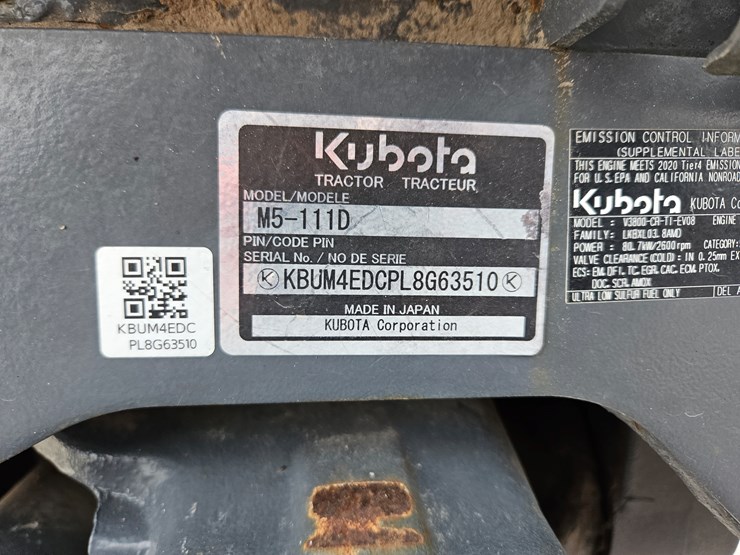 Kubota
TRACTOR TRACTEUR
MODEL/MODELE
M5-111D
PIN/CODE PIN
SERIAL No. / NO DE SERIE
KBUM4EDCPL8G63510
MADE IN JAPAN
KUBOTA Corporation
KBUM4EDC
PL8G63510
EMISSION CONTROL INFORM
(SUPPLEMENTAL LABE
THIS ENGINE MEETS 2020 Tier4 EMISSION
FOR U.S.EPA AND CALIFORNIA NONROAD
Kubota KUBOTA Co
MODEL : V3800-CR-TI-EV08 ENGINE
FAMILY: LKBXL03.8AMD
POWER : 80.7kW/2600rpm CATEGORY:
VALVE CLEARANCE(COLD): IN 0.25mm EX
ECS: EM, DFI, TC, EGR, CAC, ECM, PTOX,
DOC, SCR, AMOX
ULTRA LOW SULFUR FUEL ONLY DEL A